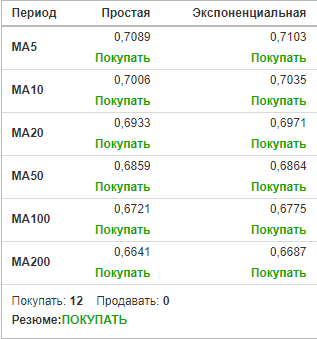 Период Простая Экспоненциальная
MA5 0,7089 0,7103
Покупать Покупать
MA10 0,7006 0,7035
Покупать Покупать
MA20 0,6933 0,6971
Покупать Покупать
MA50 0,6859 0,6864
Покупать Покупать
MA100 0,6721 0,6775
Покупать Покупать
MA200 0,6641 0,6687
Покупать Покупать
Покупать: 12 Продавать: 0
Резюме:ПОКУПАТЬ